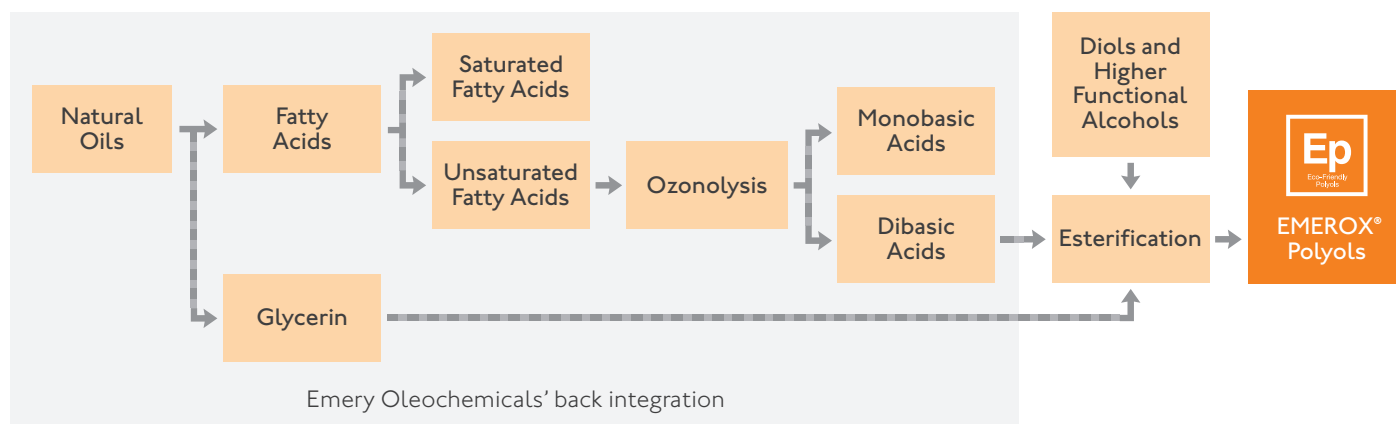 Natural
Oils
Fatty
Acids
Saturated
Fatty Acids
Unsaturated
Fatty Acids
Ozonolysis
Monobasic
Acids
Dibasic
Acids
Diols and
Higher
Functional
Alcohols
Esterification
Ep
Eco-Friendly
Polyols
EMEROX®
Polyols
Glycerin
Emery Oleochemicals’ back integration